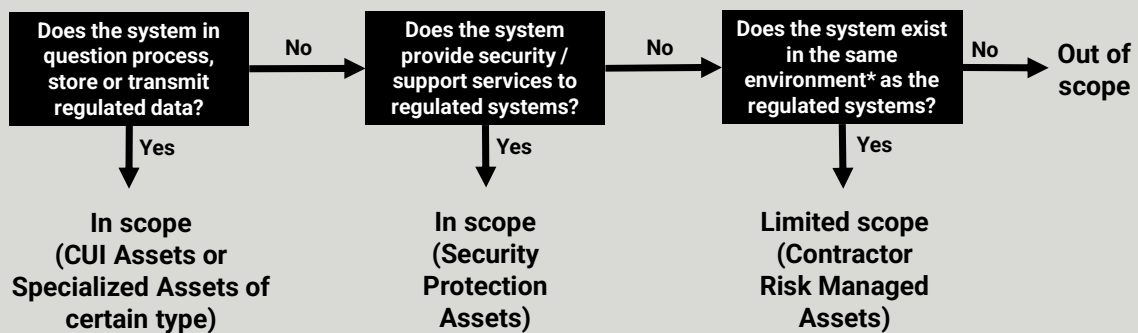 Does the system in
question process,
store or transmit
regulated data?
No
Does the system
provide security /
support services to
regulated systems?
No
Does the system exist
in the same
environment* as the
regulated systems?
No
Out of
scope
Yes
Yes
Yes
In scope
(CUI Assets or
Specialized Assets of
certain type)
In scope
(Security
Protection
Assets)
Limited scope
(Contractor
Risk Managed
Assets)